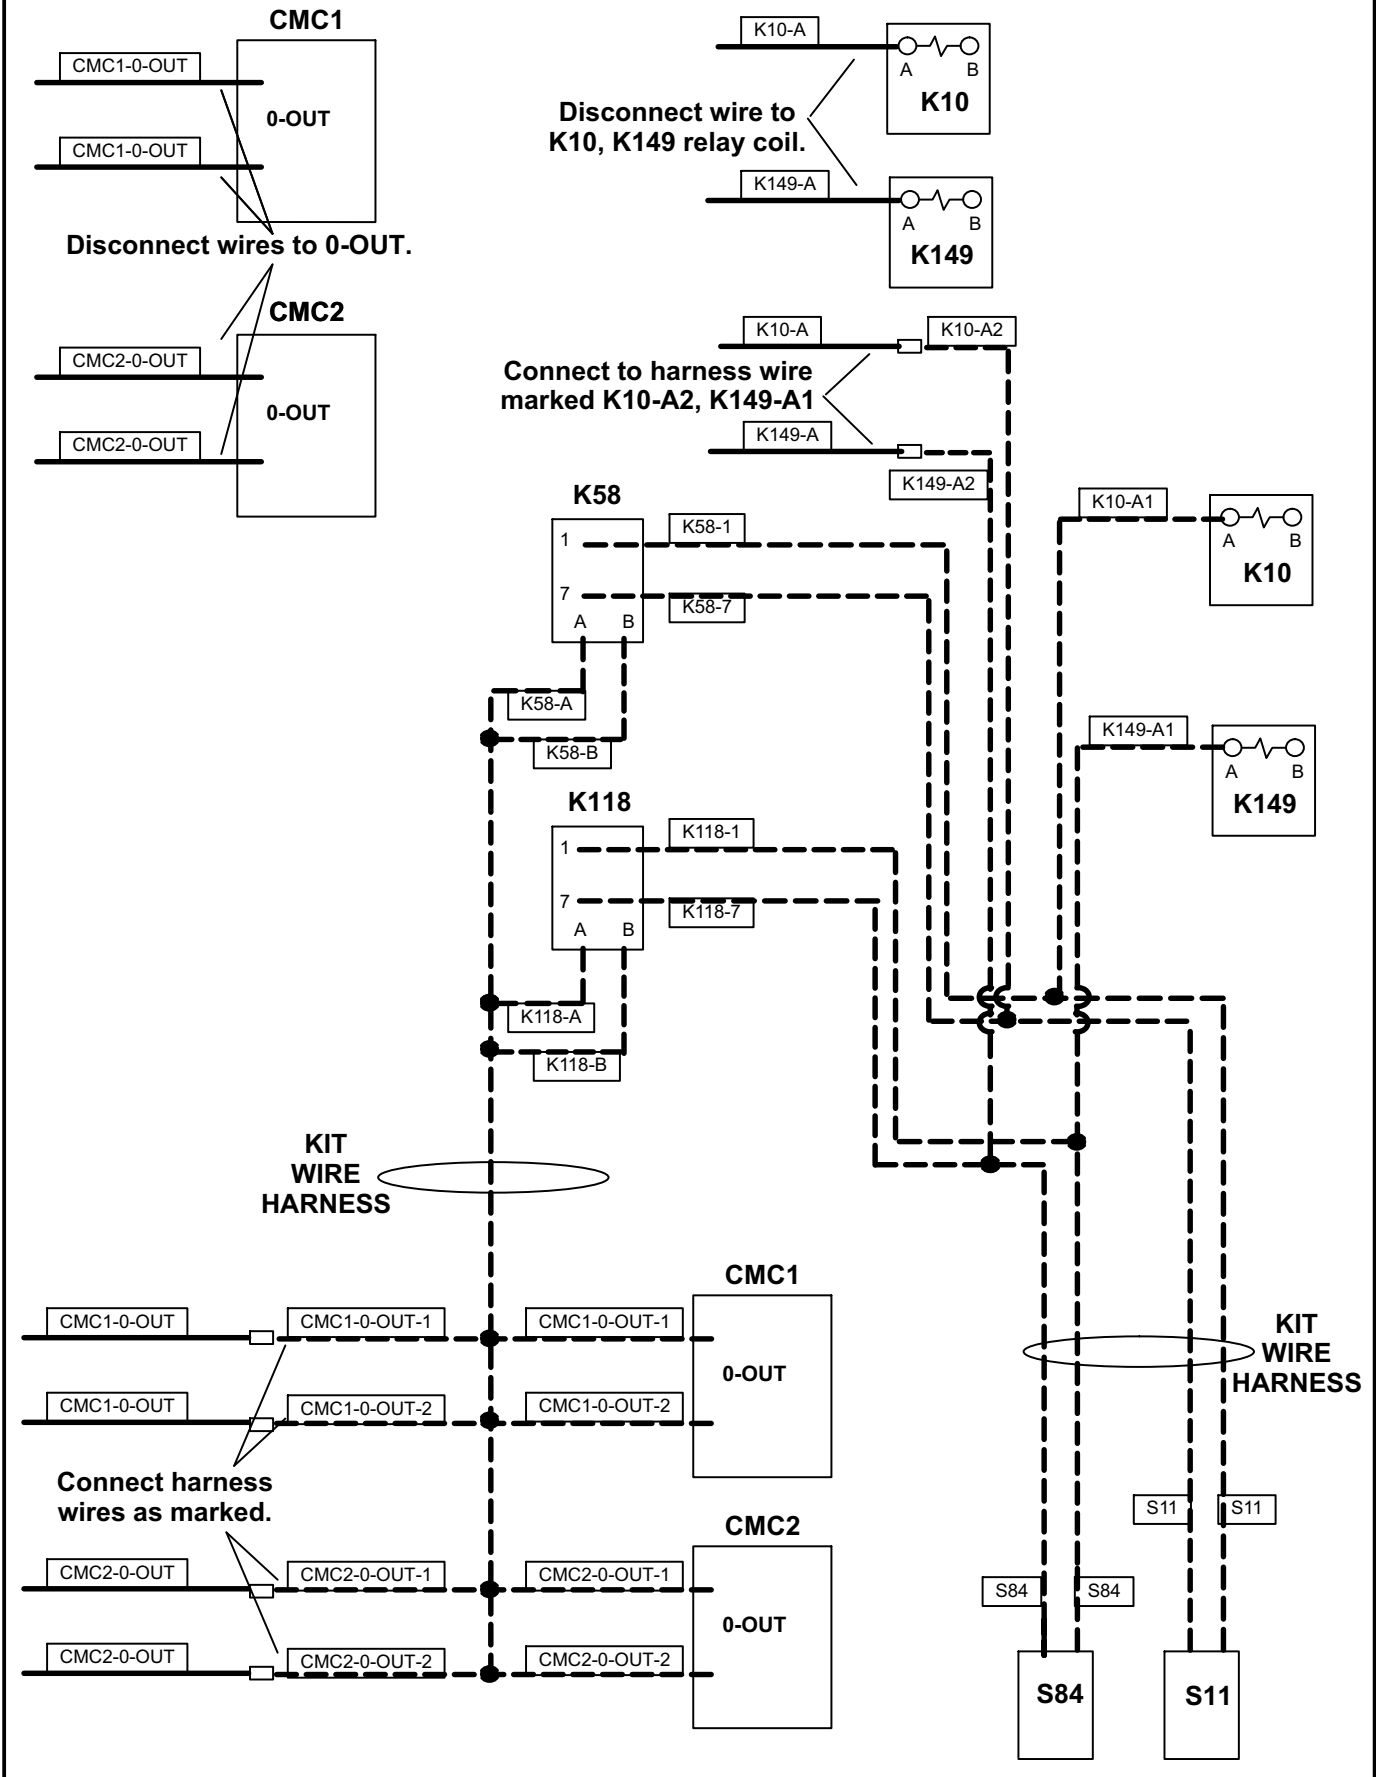 CMC1
CMC1-0-OUT
0-OUT
CMC1-0-OUT
Disconnect wires to 0-OUT.
CMC2
CMC2-0-OUT
0-OUT
CMC2-0-OUT
K10-A
A B
K10
Disconnect wire to
K10, K149 relay coil.
K149-A
A B
K149
K10-A
K10-A2
Connect to harness wire
marked K10-A2, K149-A1
K149-A
K149-A2
K58
1
K58-1
7
K58-7
A B
K58-A
K58-B
K10-A1
A B
K10
K149-A1
A B
K149
K118
1
K118-1
7
K118-7
A B
K118-A
K118-B
KIT
WIRE
HARNESS
CMC1
CMC1-0-OUT
CMC1-0-OUT-1
CMC1-0-OUT-1
0-OUT
CMC1-0-OUT
CMC1-0-OUT-2
CMC1-0-OUT-2
Connect harness
wires as marked.
CMC2
CMC2-0-OUT
CMC2-0-OUT-1
CMC2-0-OUT-1
0-OUT
CMC2-0-OUT
CMC2-0-OUT-2
CMC2-0-OUT-2
KIT
WIRE
HARNESS
S11
S11
S84
S84
S84
S11